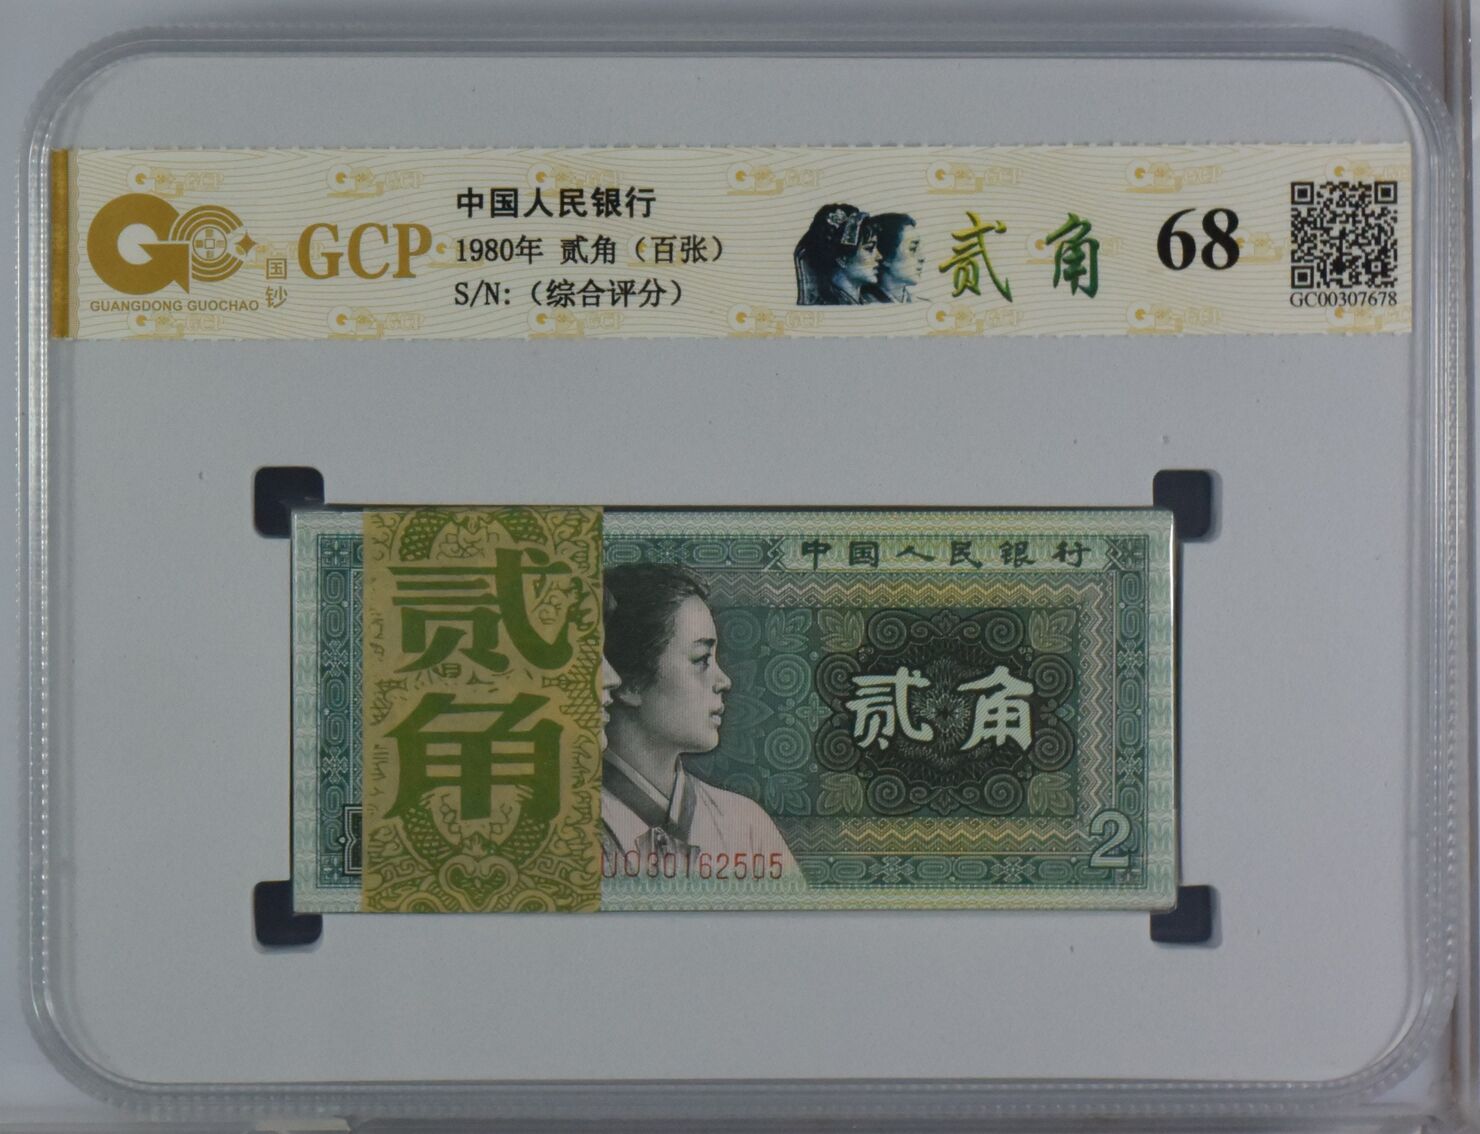 GCP
GUANGDONG GUOCHAO
国钞
中国人民银行
1980年 贰角（百张）
S/N:（综合评分）
贰角
68
GC00307678
贰角
中国人民银行
贰角
2
UO30162505